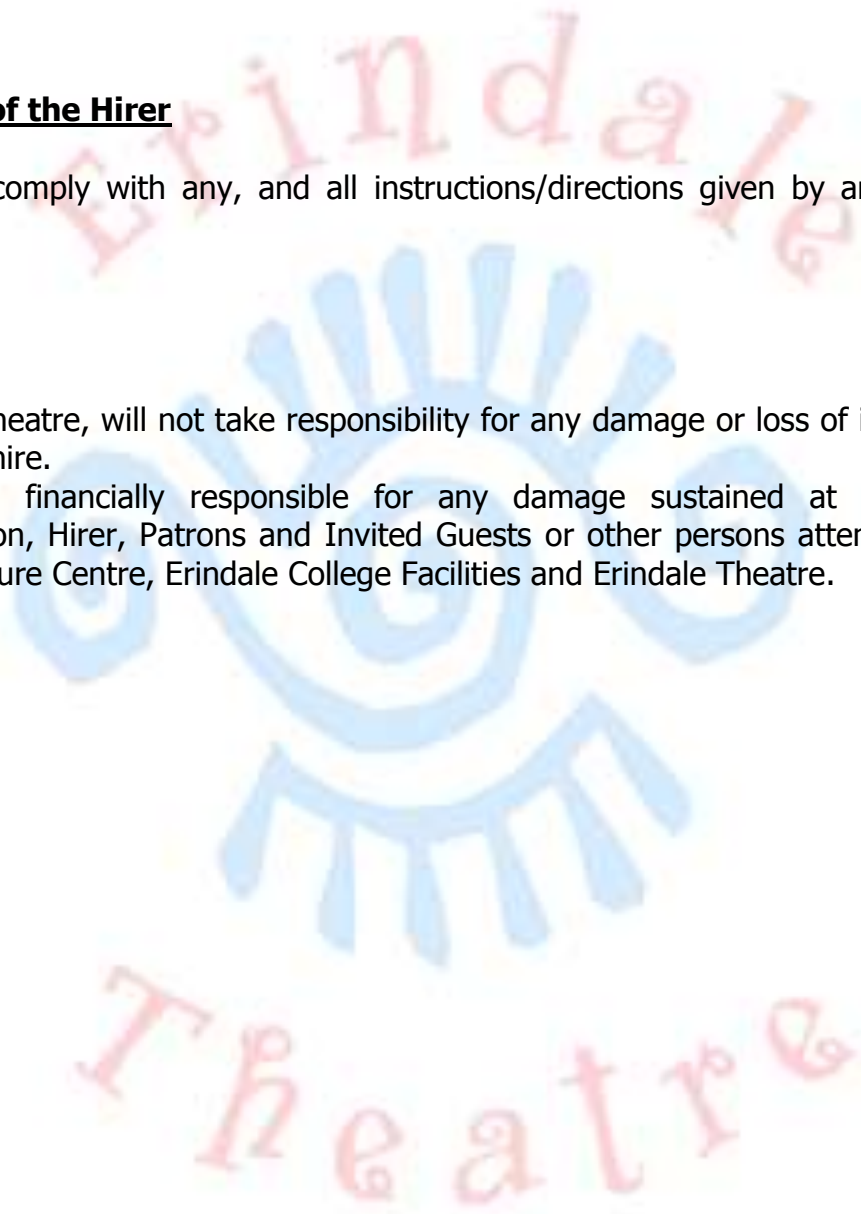 Erindale
of the Hirer
comply with any, and all instructions/directions given by
heatre, will not take responsibility for any damage or loss of
hire.
financially responsible for any damage sustained at
on, Hirer, Patrons and Invited Guests or other persons
ure Centre, Erindale College Facilities and Erindale Theatre.
Theatre